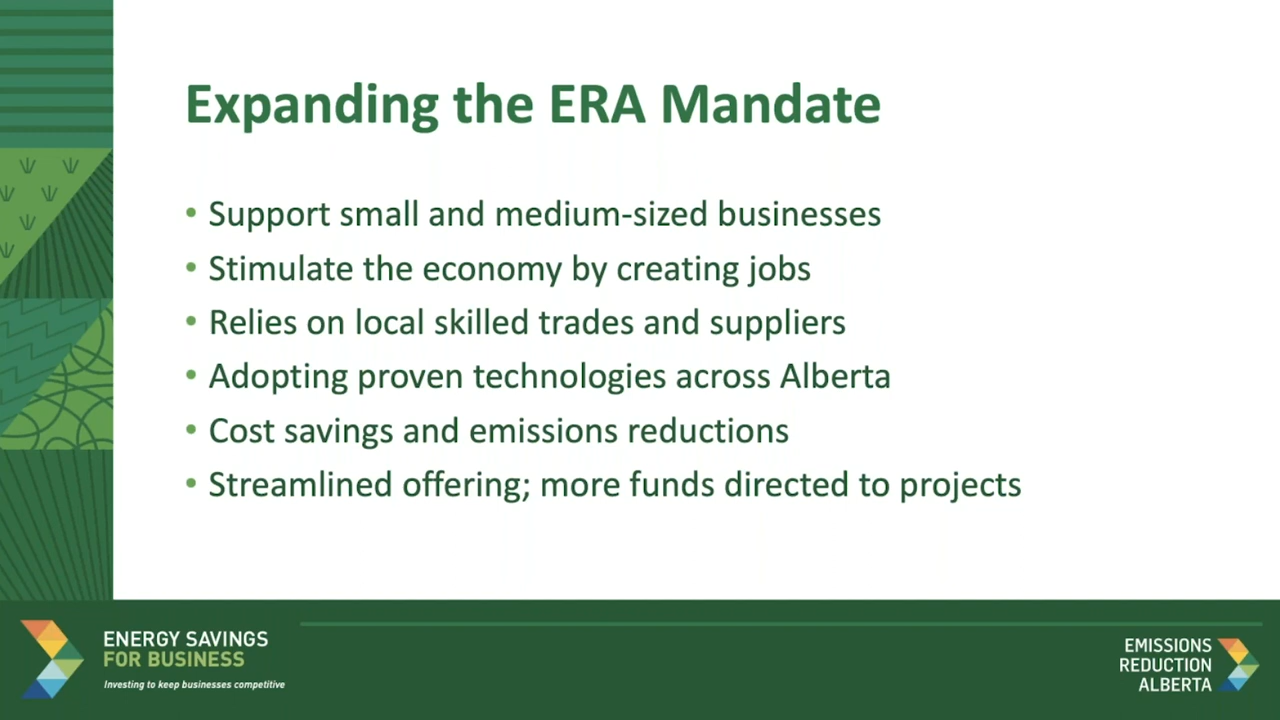 Expanding the ERA Mandate
• Support small and medium-sized businesses
• Stimulate the economy by creating jobs
• Relies on local skilled trades and suppliers
• Adopting proven technologies across Alberta
• Cost savings and emissions reductions
• Streamlined offering; more funds directed to projects
ENERGY SAVINGS
FOR BUSINESS
Investing to keep businesses competitive
EMISSIONS
REDUCTION
ALBERTA